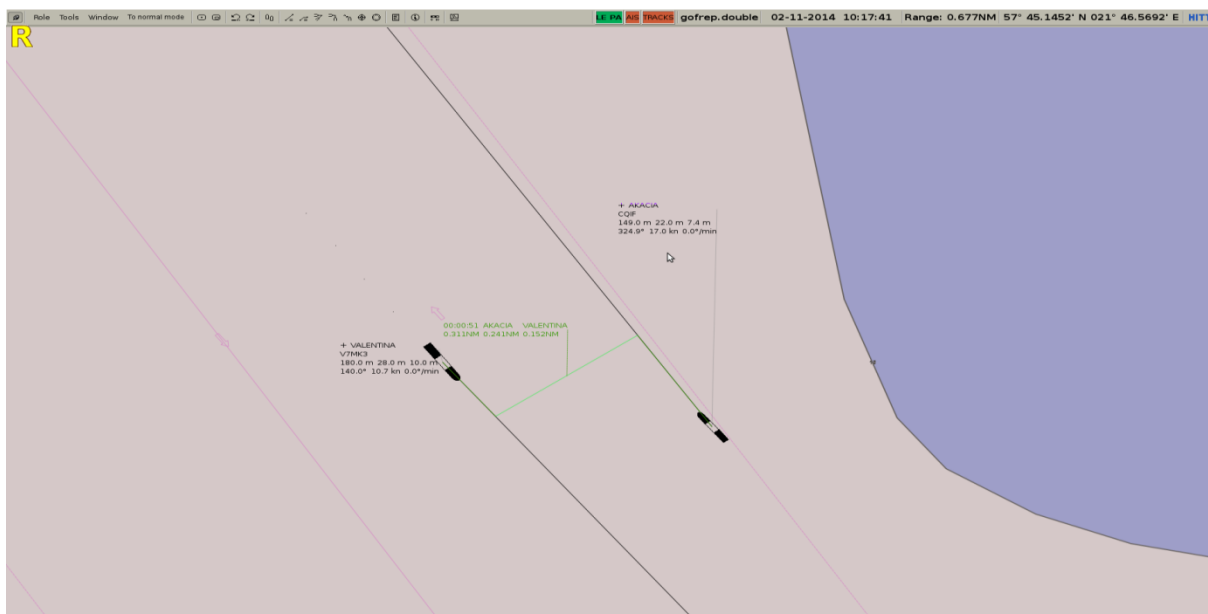 Role Tools Window To normal mode LE PA AIS TRACKS gofrep.double 02-11-2014 10:17:41 Range: 0.677NM 57° 45.1452' N 021° 46.5692' E HITT
R
+ AKACIA
CQIF
149.0 m 22.0 m 7.4 m
324.9° 17.0 kn 0.0°/min
00:00:51 AKACIA VALENTINA
0.311NM 0.241NM 0.152NM
+ VALENTINA
V7MK3
180.0 m 28.0 m 10.0 m
140.0° 10.7 kn 0.0°/min